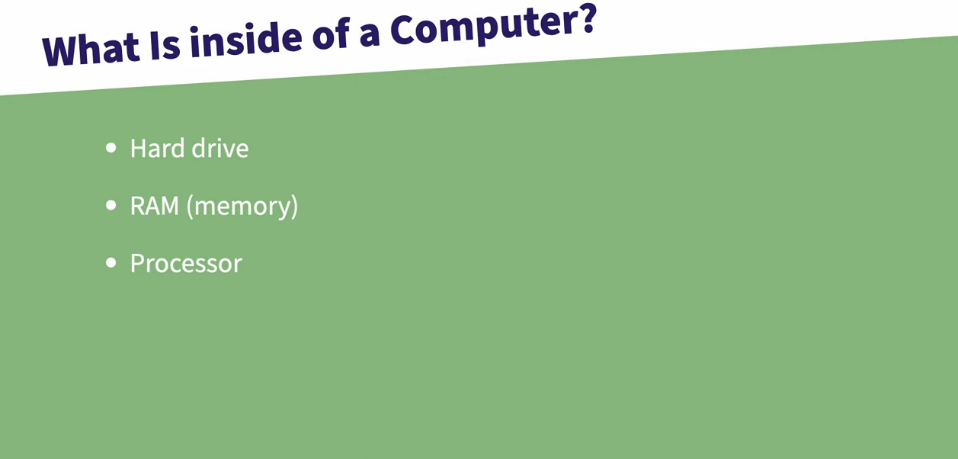 What Is inside of a Computer?
• Hard drive
• RAM (memory)
• Processor